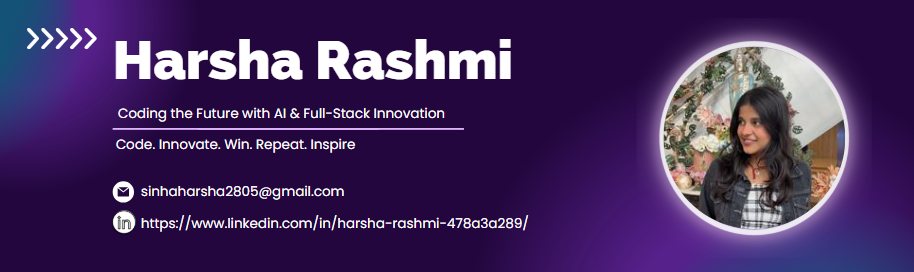 Harsha Rashmi
Coding the Future with AI & Full-Stack Innovation
Code. Innovate. Win. Repeat. Inspire
sinhaharsha2805@gmail.com
in https://www.linkedin.com/in/harsha-rashmi-478a3a289/